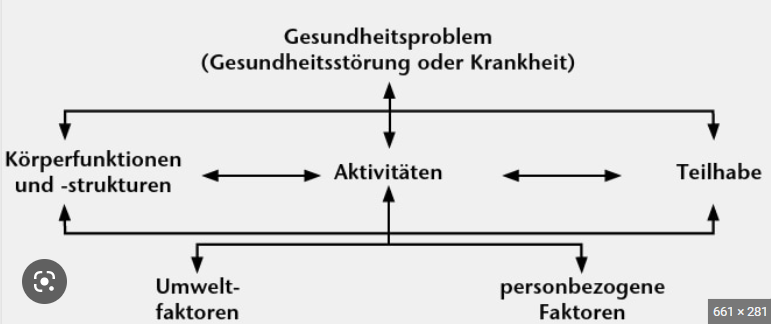 Gesundheitsproblem
(Gesundheitsstörung oder Krankheit)
Körperfunktionen
und -strukturen
Aktivitäten
Teilhabe
Umwelt-
faktoren
personbezogene
Faktoren
661 × 281